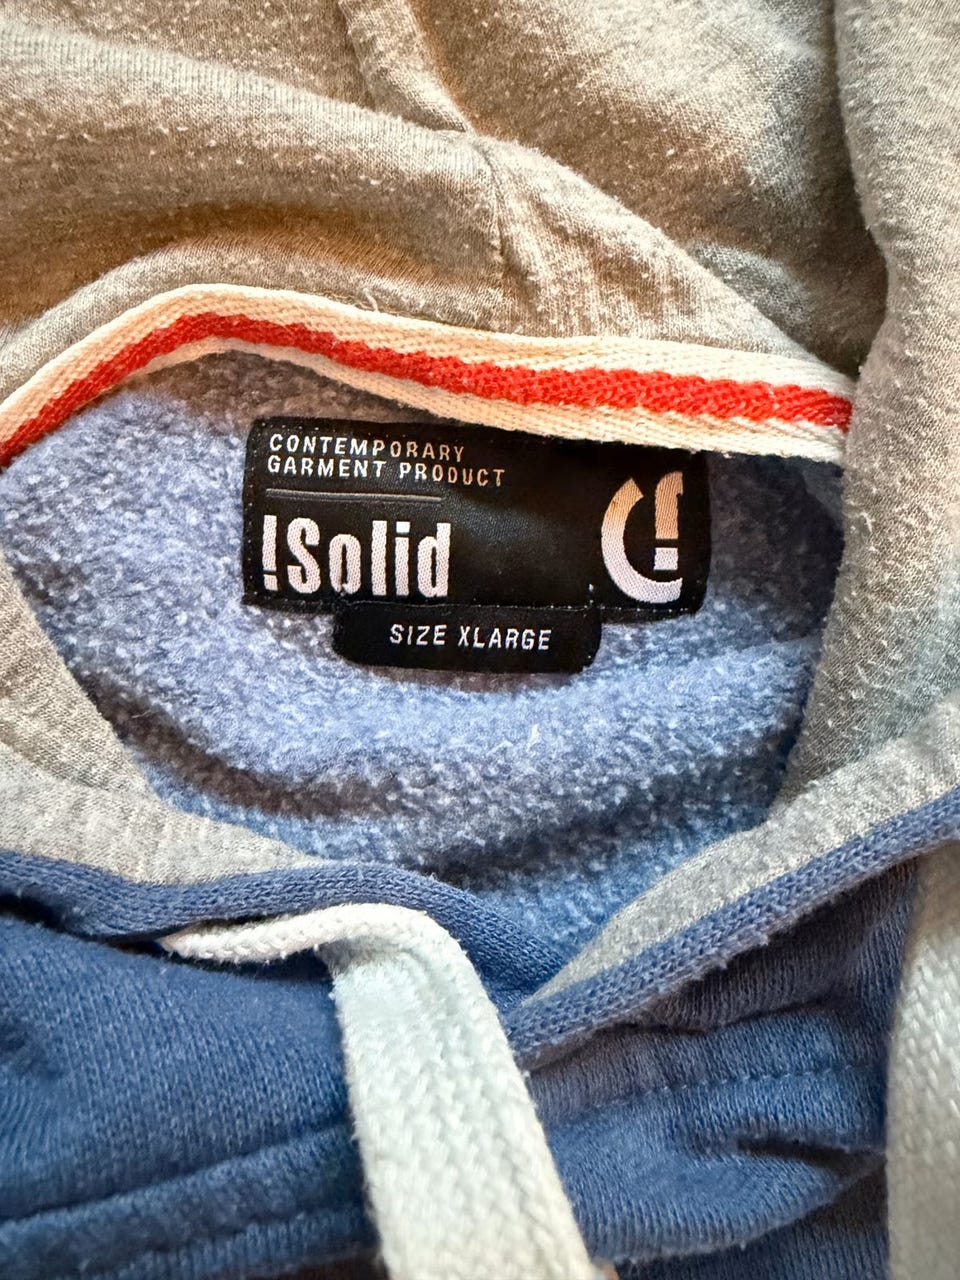 CONTEMPORARY
GARMENT PRODUCT
!Solid
SIZE XLARGE